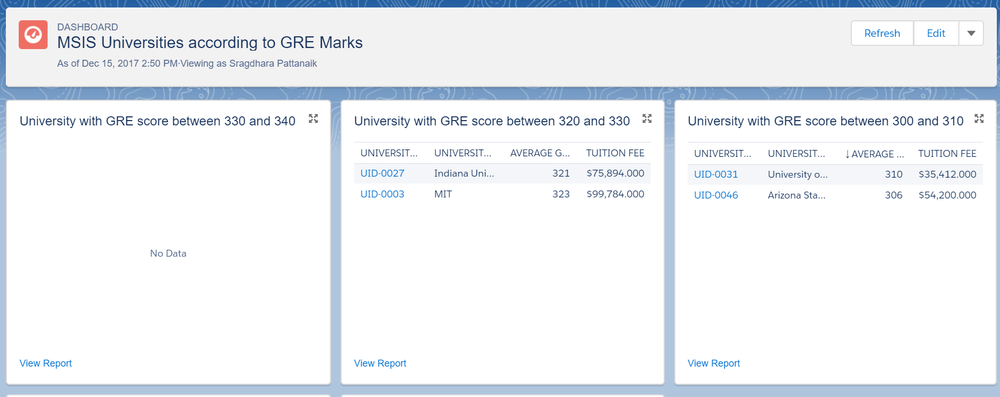 DASHBOARD
MSIS Universities according to GRE Marks
As of Dec 15, 2017 2:50 PM·Viewing as Sragdhara Pattanaik
Refresh
Edit
University with GRE score between 330 and 340
No Data
View Report
University with GRE score between 320 and 330
UNIVERSIT... UNIVERSIT... AVERAGE G... TUITION FEE
UID-0027 Indiana Uni... 321 $75,894.000
UID-0003 MIT 323 $99,784.000
View Report
University with GRE score between 300 and 310
UNIVERSIT... UNIVERSIT... ↓AVERAGE ... TUITION FEE
UID-0031 University o... 310 $35,412.000
UID-0046 Arizona Sta... 306 $54,200.000
View Report